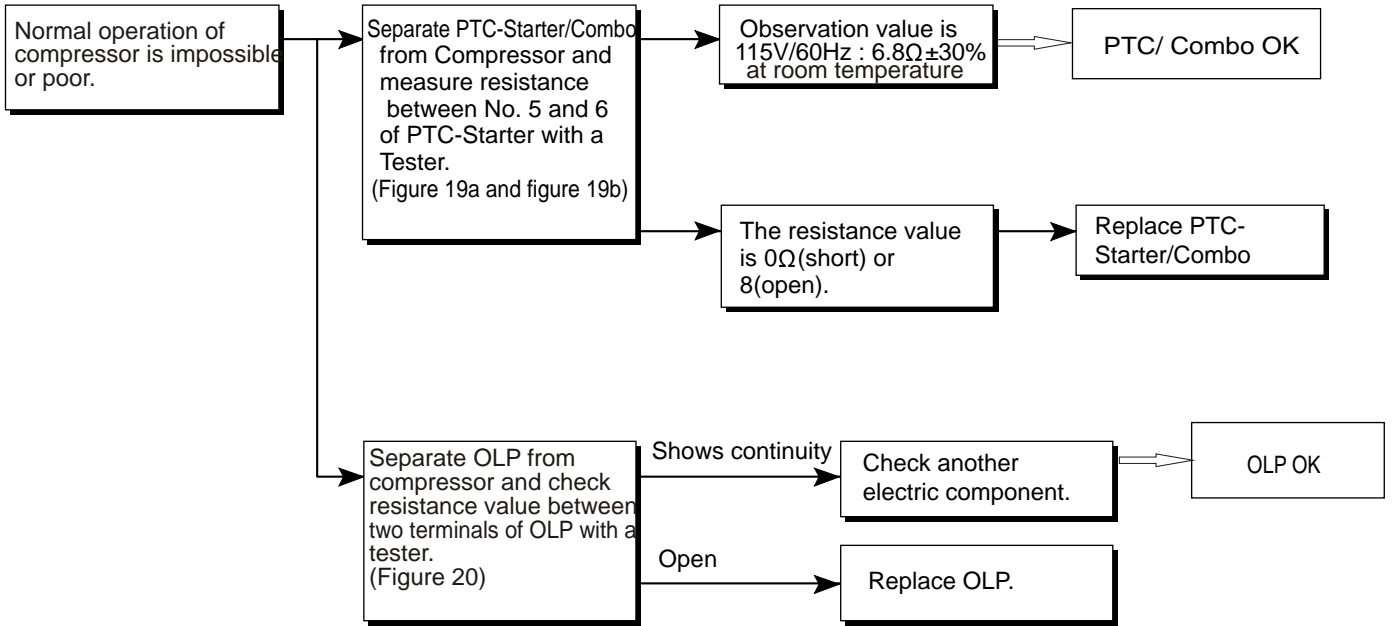 Normal operation of
compressor is impossible
or poor.
Separate PTC-Starter/Combo
from Compressor and
measure resistance
between No. 5 and 6
of PTC-Starter with a
Tester.
(Figure 19a and figure 19b)
Observation value is
115V/60Hz : 6.8Ω±30%
at room temperature
PTC/ Combo OK
The resistance value
is 0Ω(short) or
8(open).
Replace PTC-
Starter/Combo
Separate OLP from
compressor and check
resistance value between
two terminals of OLP with a
tester.
(Figure 20)
Shows continuity
Check another
electric component.
OLP OK
Open
Replace OLP.